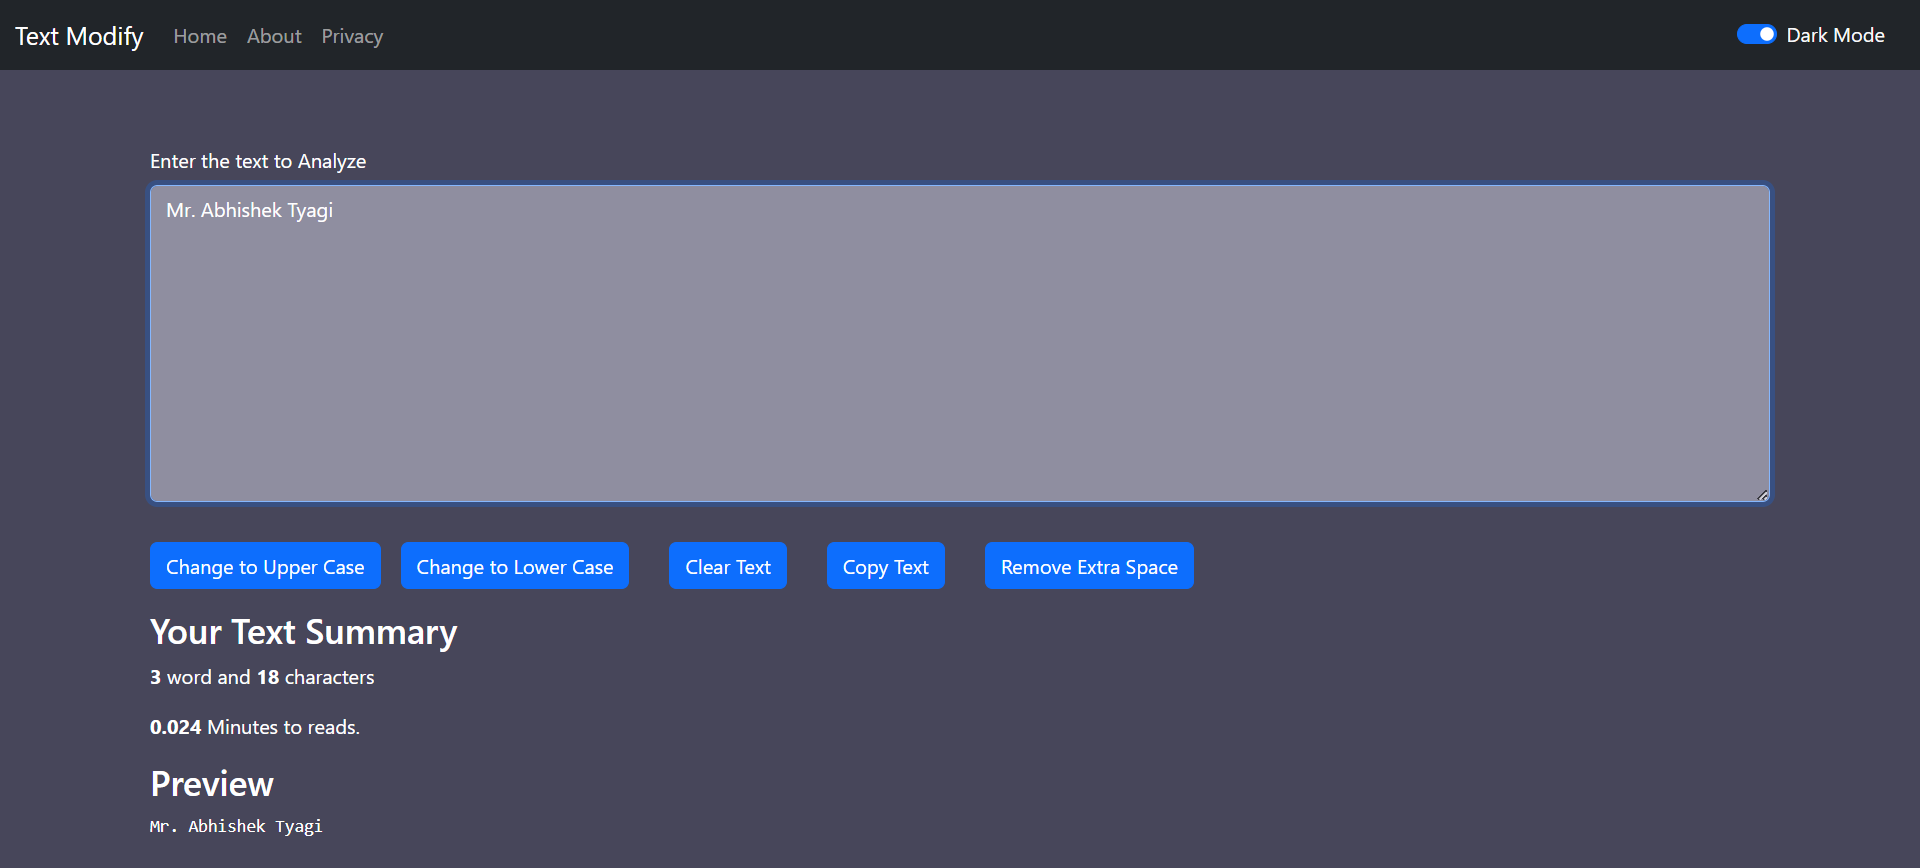 Text Modify Home About Privacy Dark Mode
Enter the text to Analyze
Mr. Abhishek Tyagi
Change to Upper Case Change to Lower Case Clear Text Copy Text Remove Extra Space
Your Text Summary
3 word and 18 characters
0.024 Minutes to reads.
Preview
Mr. Abhishek Tyagi